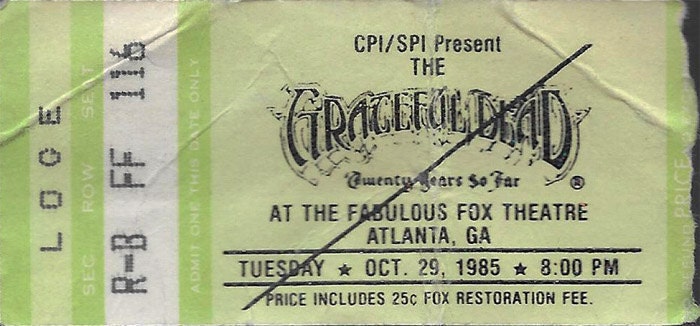 LOGE
SEC ROW SEAT
R-B FF 116
ADMIT ONE THIS DATE ONLY
CPI/SPI Present
THE
GRATEFUL DEAD
Twenty Years So Far
®
AT THE FABULOUS FOX THEATRE
ATLANTA, GA
TUESDAY ★ OCT. 29, 1985 ★ 8:00 PM
PRICE INCLUDES 25¢ FOX RESTORATION FEE.
PRICE